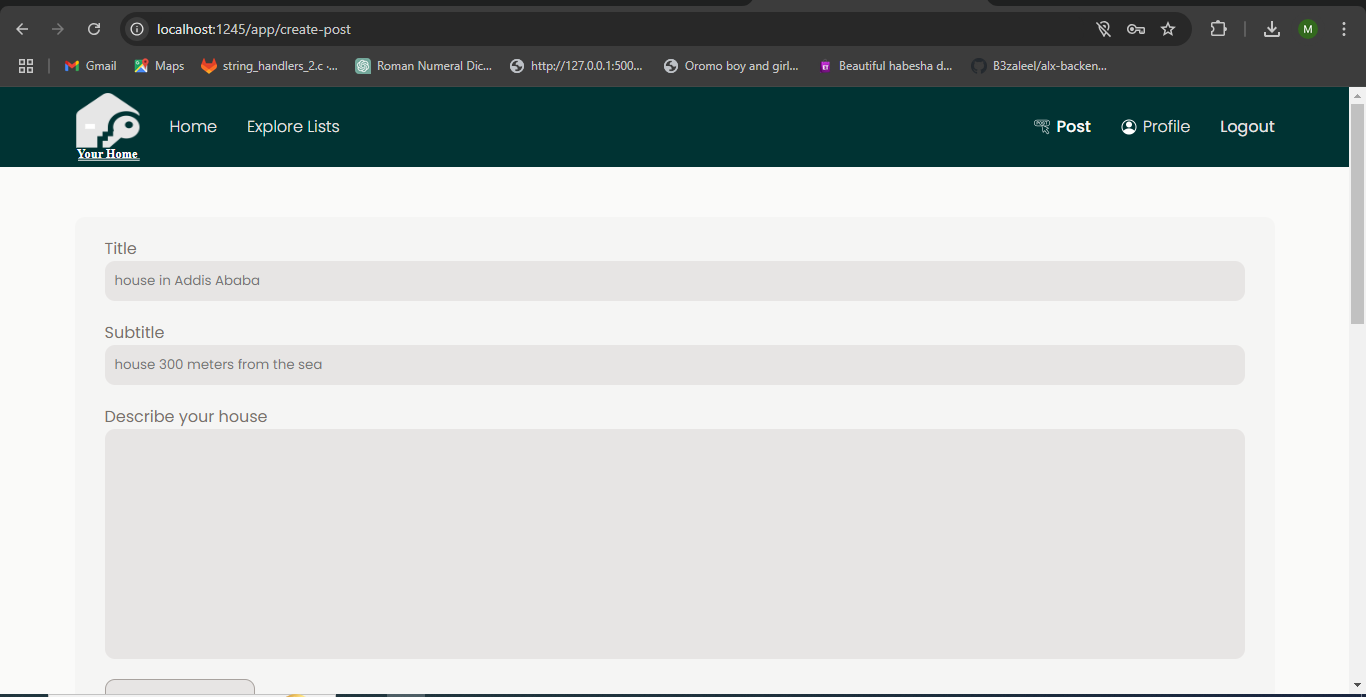 localhost:1245/app/create-post
M
Gmail
Maps
string_handlers_2.c ·...
Roman Numeral Dic...
http://127.0.0.1:500...
Oromo boy and girl...
Beautiful habesha d...
B3zaleel/alx-backen...
Your Home
Home
Explore Lists
Post
Profile
Logout
Title
house in Addis Ababa
Subtitle
house 300 meters from the sea
Describe your house